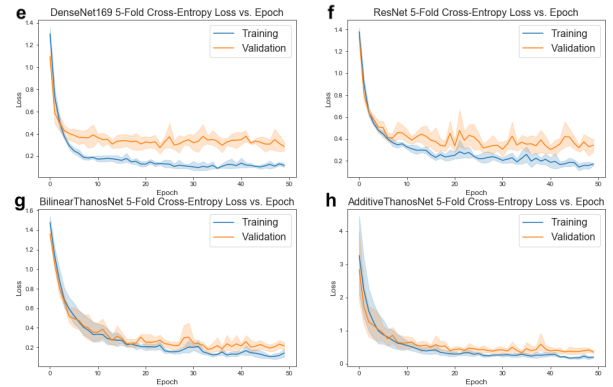 e
DenseNet169 5-Fold Cross-Entropy Loss vs. Epoch
Training
Validation
1.4
1.2
1.0
0.8
0.6
0.4
0.2
Loss
0
10
20
30
40
50
Epoch
f
ResNet 5-Fold Cross-Entropy Loss vs. Epoch
Training
Validation
1.4
1.2
1.0
0.8
0.6
0.4
0.2
Loss
0
10
20
30
40
50
Epoch
g
BilinearThanosNet 5-Fold Cross-Entropy Loss vs. Epoch
Training
Validation
1.6
1.4
1.2
1.0
0.8
0.6
0.4
0.2
Loss
0
10
20
30
40
50
Epoch
h
AdditiveThanosNet 5-Fold Cross-Entropy Loss vs. Epoch
Training
Validation
4
3
2
1
0
Loss
0
10
20
30
40
50
Epoch